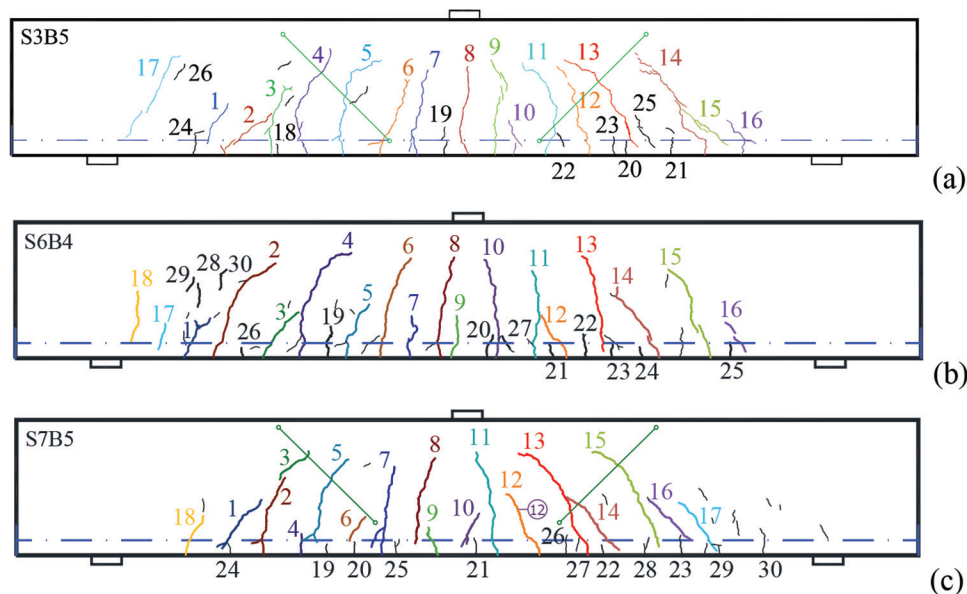 S3B5
17 26 4 5 6 7 8 9 11 13 14
24 1 2 3 18 19 10 12 25 15 16
22 23 20 21
(a)
S6B4
18 17 29 28 30 2 4 6 8 10 11 13 14 15 16
1 26 3 19 5 7 9 20 27 12 22
21 23 24 25
(b)
S7B5
18 1 2 3 5 7 8 11 13 15
4 6 9 10 12 ⑫ 26 14 16 17
24 19 20 25 21 27 22 28 23 29 30
(c)